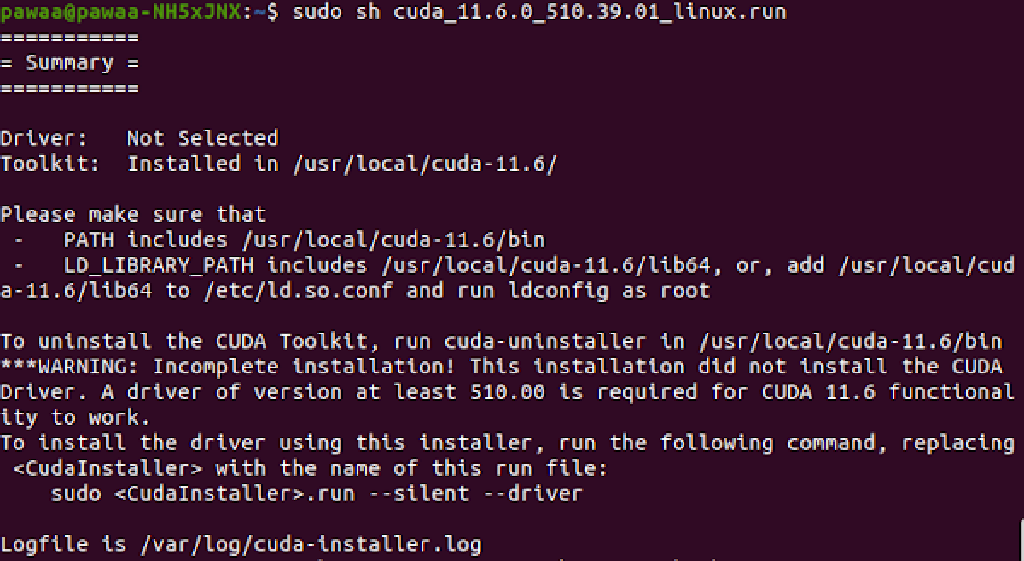 pawaa@pawaa-NH5xJNX:~$ sudo sh cuda_11.6.0_510.39.01_linux.run
===========
= Summary =
===========
Driver:   Not Selected
Toolkit:  Installed in /usr/local/cuda-11.6/
Please make sure that
 -   PATH includes /usr/local/cuda-11.6/bin
 -   LD_LIBRARY_PATH includes /usr/local/cuda-11.6/lib64, or, add /usr/local/cud
a-11.6/lib64 to /etc/ld.so.conf and run ldconfig as root
To uninstall the CUDA Toolkit, run cuda-uninstaller in /usr/local/cuda-11.6/bin
***WARNING: Incomplete installation! This installation did not install the CUDA
Driver. A driver of version at least 510.00 is required for CUDA 11.6 functional
ity to work.
To install the driver using this installer, run the following command, replacing
 <CudaInstaller> with the name of this run file:
    sudo <CudaInstaller>.run --silent --driver
Logfile is /var/log/cuda-installer.log